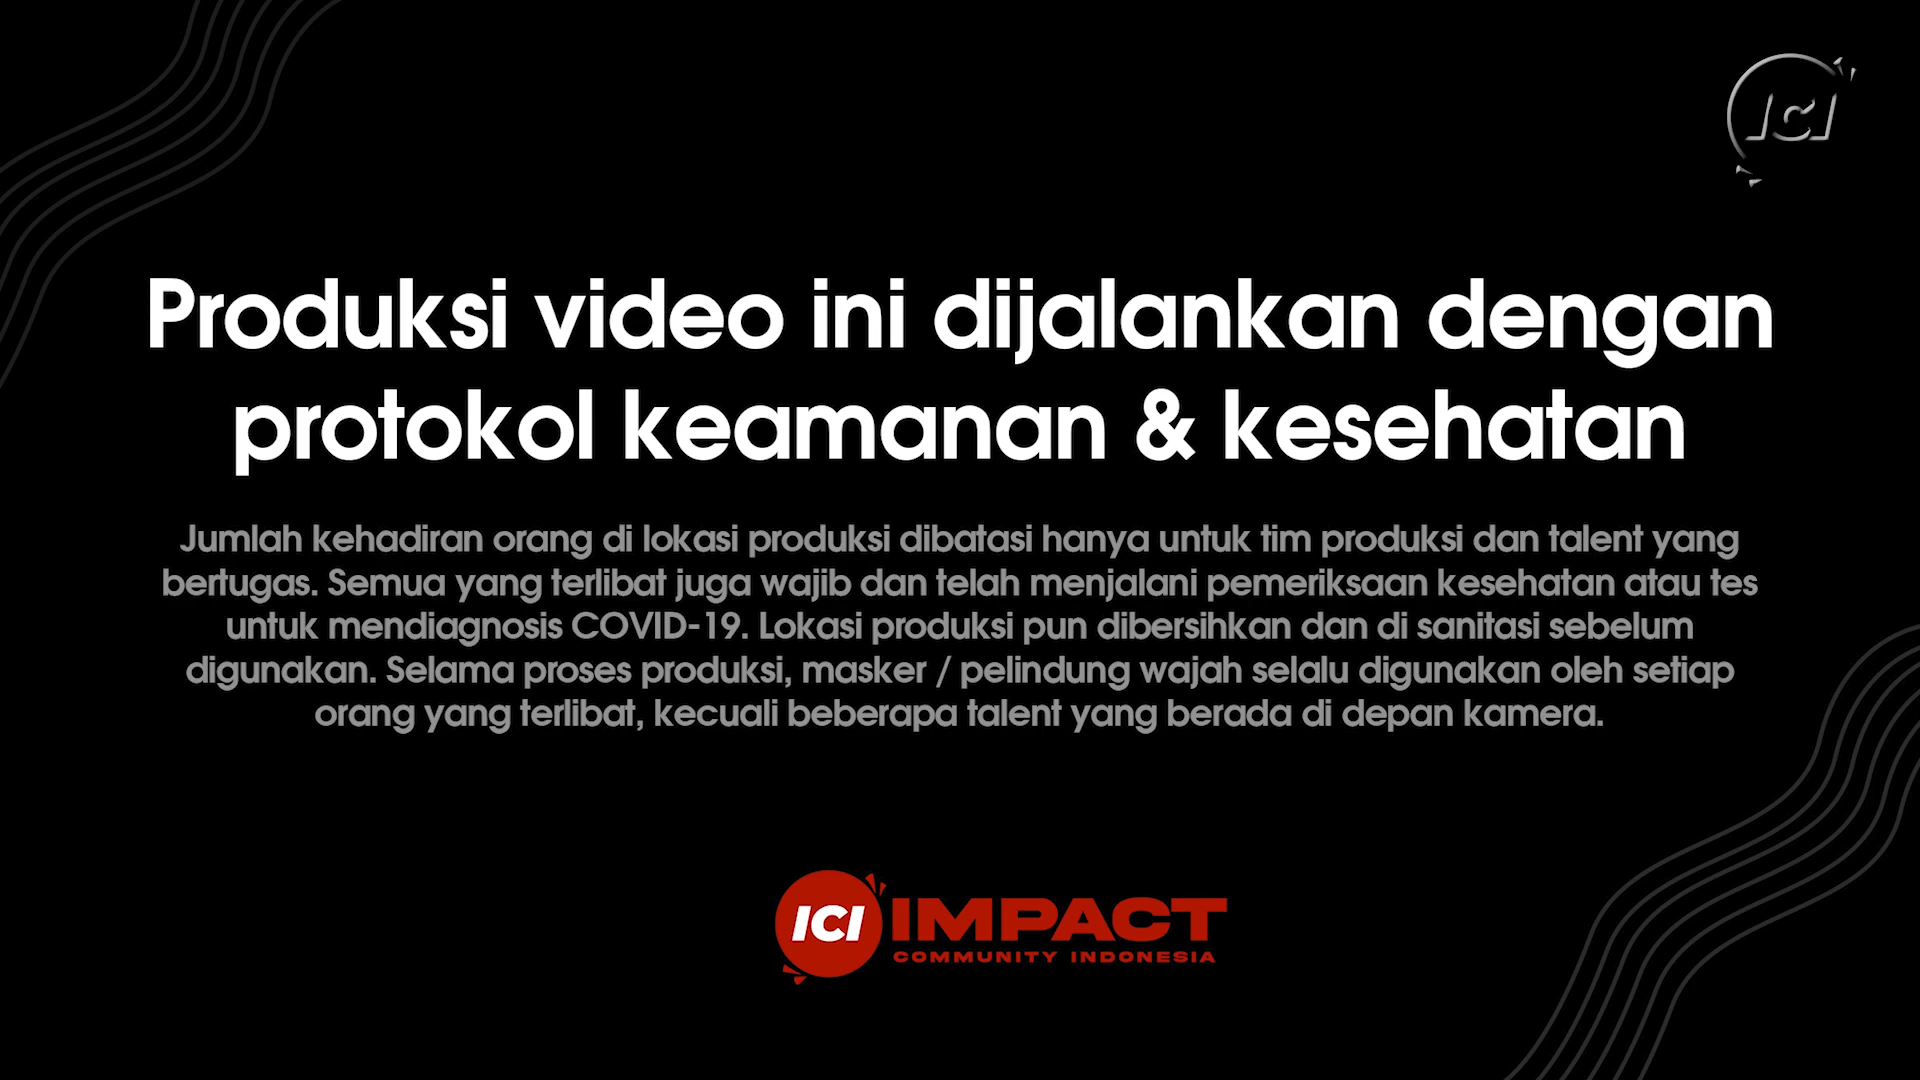 ICI
Produksi video ini dijalankan dengan
protokol keamanan & kesehatan
Jumlah kehadiran orang di lokasi produksi dibatasi hanya untuk tim produksi dan talent yang
bertugas. Semua yang terlibat juga wajib dan telah menjalani pemeriksaan kesehatan atau tes
untuk mendiagnosis COVID-19. Lokasi produksi pun dibersihkan dan di sanitasi sebelum
digunakan. Selama proses produksi, masker / pelindung wajah selalu digunakan oleh setiap
orang yang terlibat, kecuali beberapa talent yang berada di depan kamera.
ICI IMPACT
COMMUNITY INDONESIA